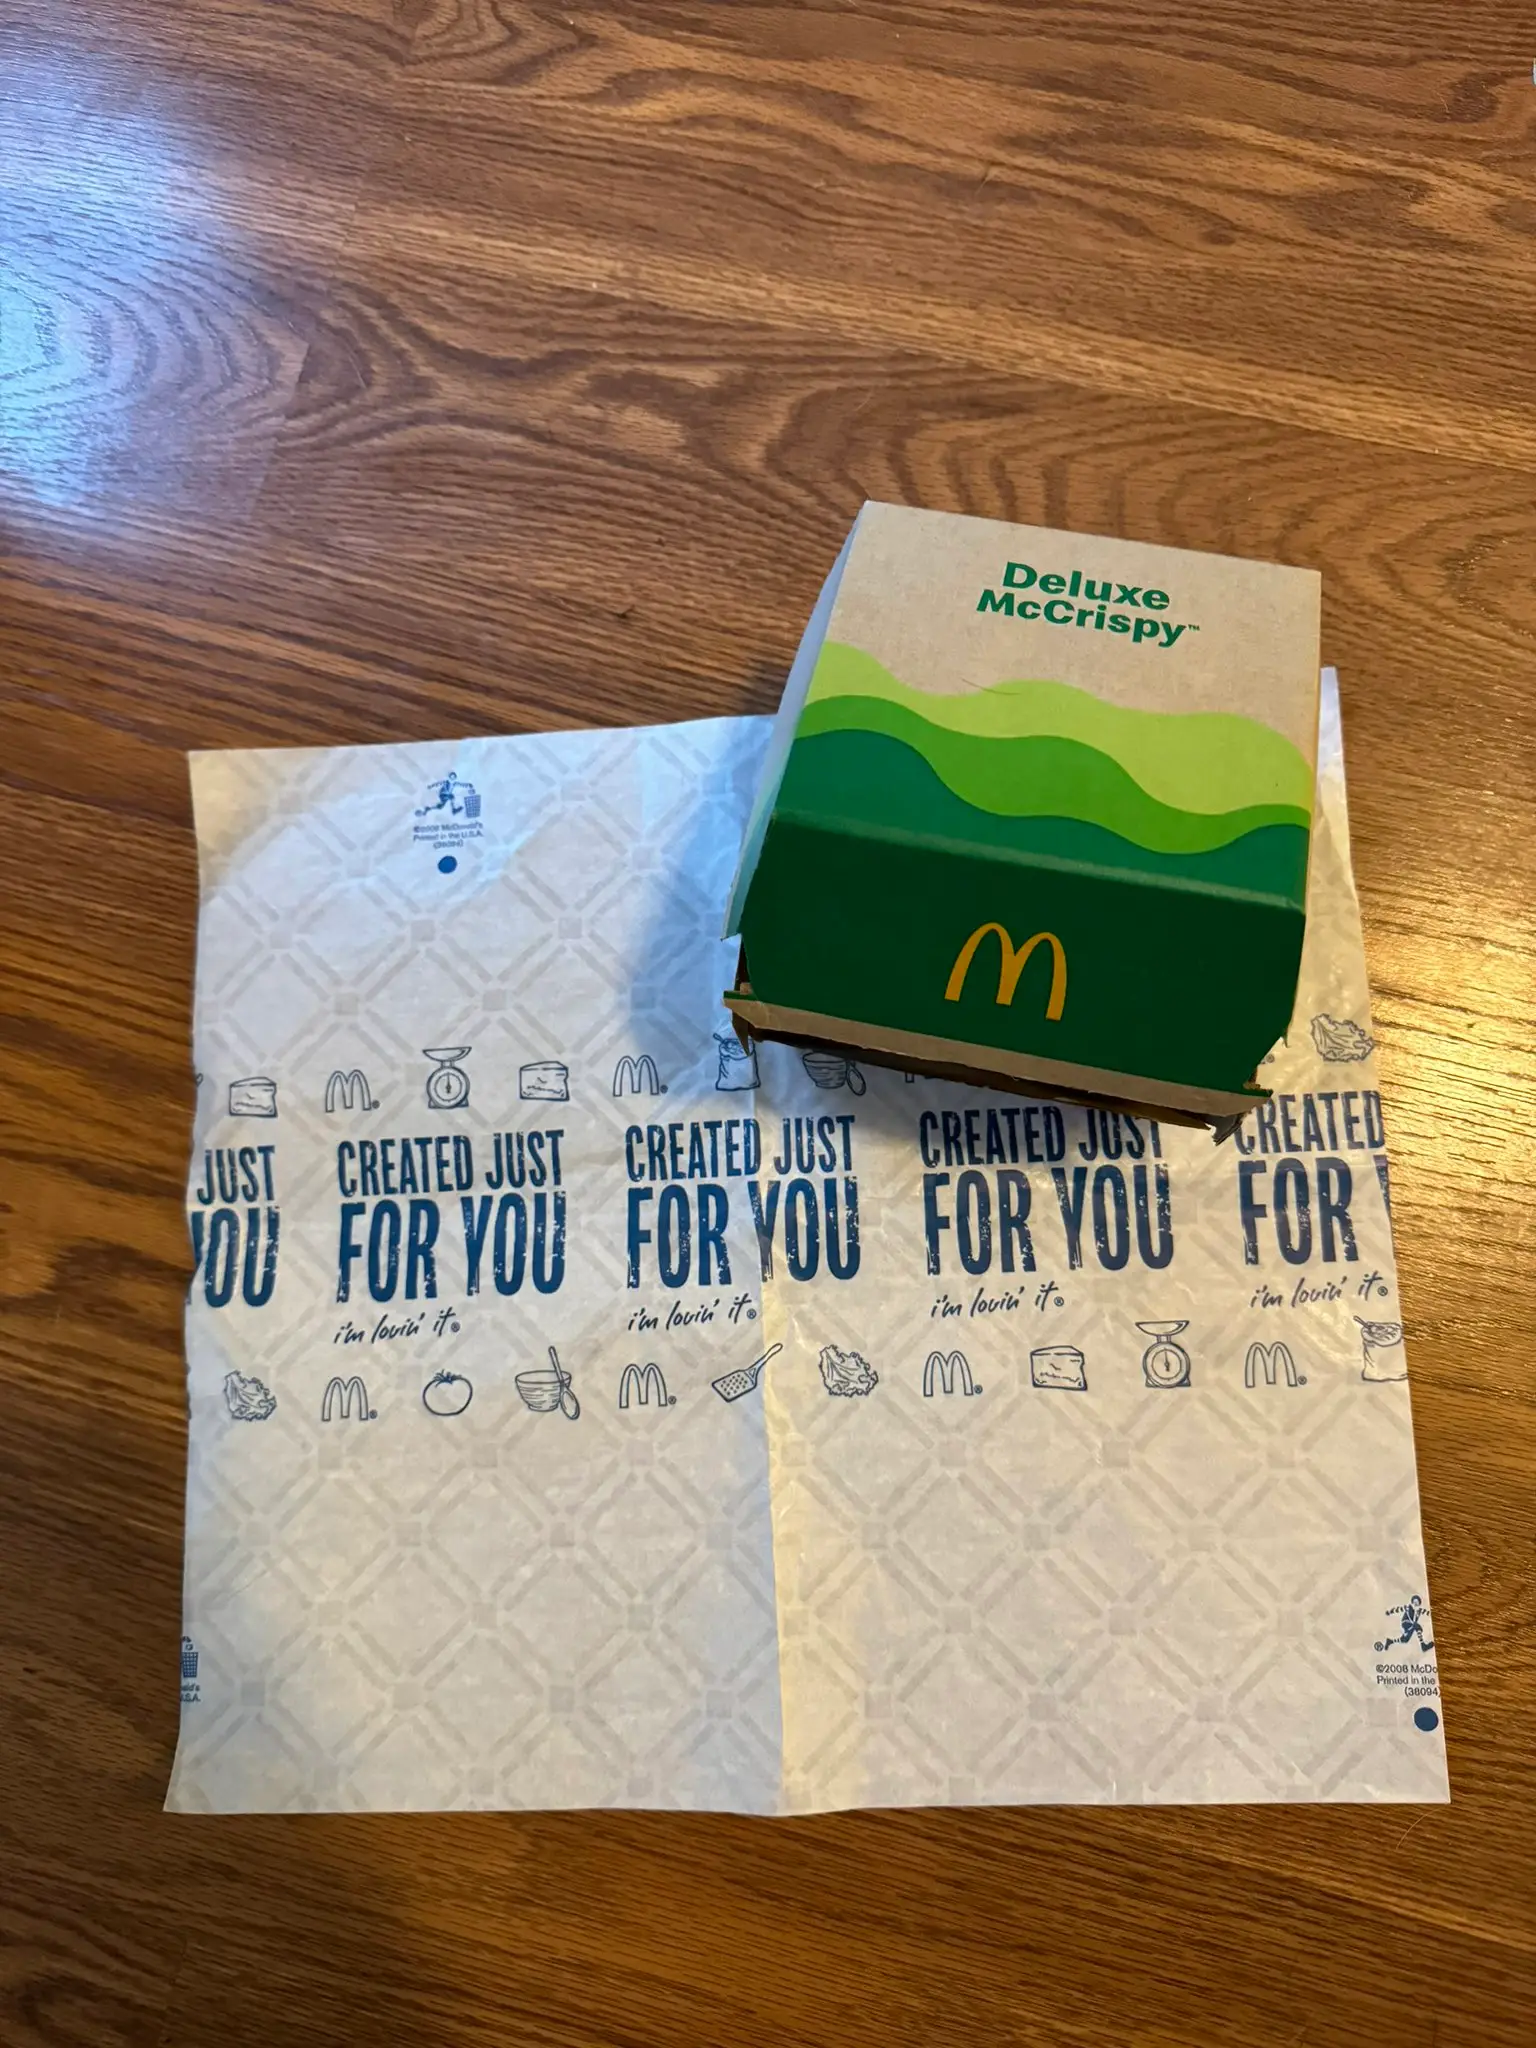 Deluxe
McCrispy™
©2008 McDonald's
Printed in the U.S.A.
(38094)
JUST
YOU
CREATED JUST
FOR YOU
i'm lovin' it®
CREATED JUST
FOR YOU
i'm lovin' it®
CREATED JUST
FOR YOU
i'm lovin' it®
CREATED
FOR
i'm lovin' it®
©2008 McDo
Printed in the
(38094)